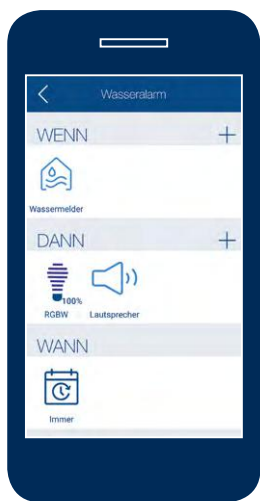 Wasseralarm
WENN
Wassermelder
DANN
100%
RGBW Lautsprecher
WANN
Immer